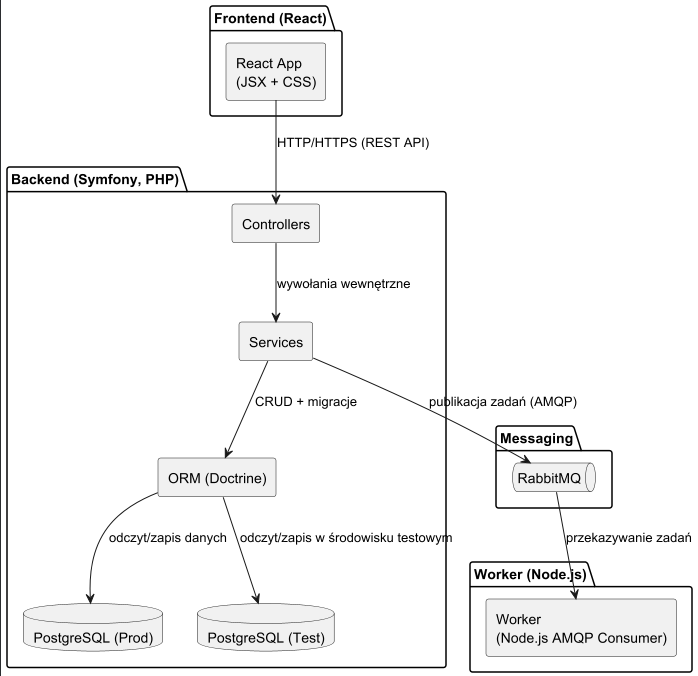 Frontend (React)
React App
(JSX + CSS)
HTTP/HTTPS (REST API)
Backend (Symfony, PHP)
Controllers
wywołania wewnętrzne
Services
CRUD + migracje
publikacja zadań (AMQP)
Messaging
ORM (Doctrine)
RabbitMQ
odczyt/zapis danych
odczyt/zapis w środowisku testowym
przekazywanie zadań
Worker (Node.js)
PostgreSQL (Prod)
PostgreSQL (Test)
Worker
(Node.js AMQP Consumer)